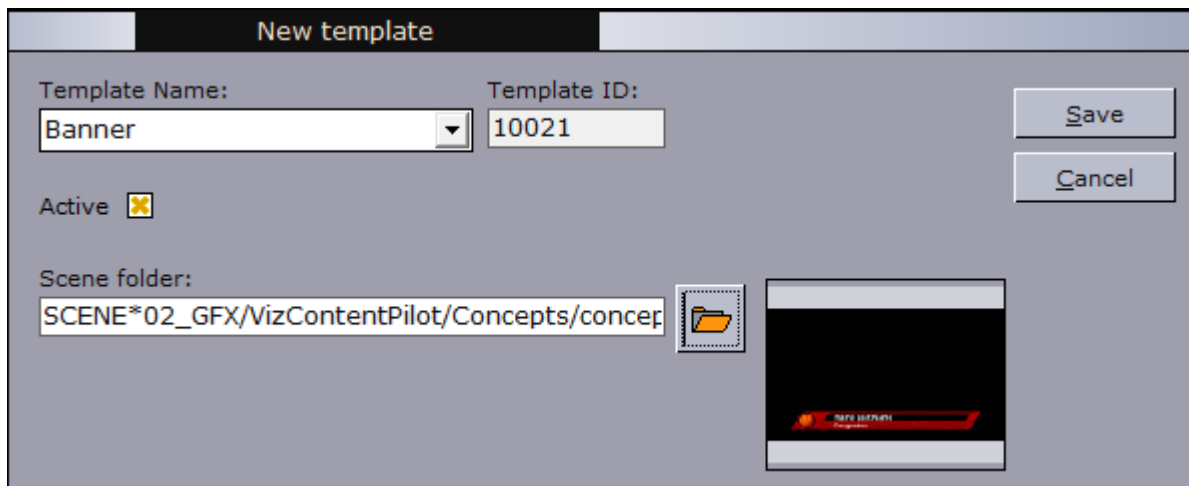 New template
Template Name:
Template ID:
Banner
10021
Save
Cancel
Active
Scene folder:
SCENE*02_GFX/VizContentPilot/Concepts/concep